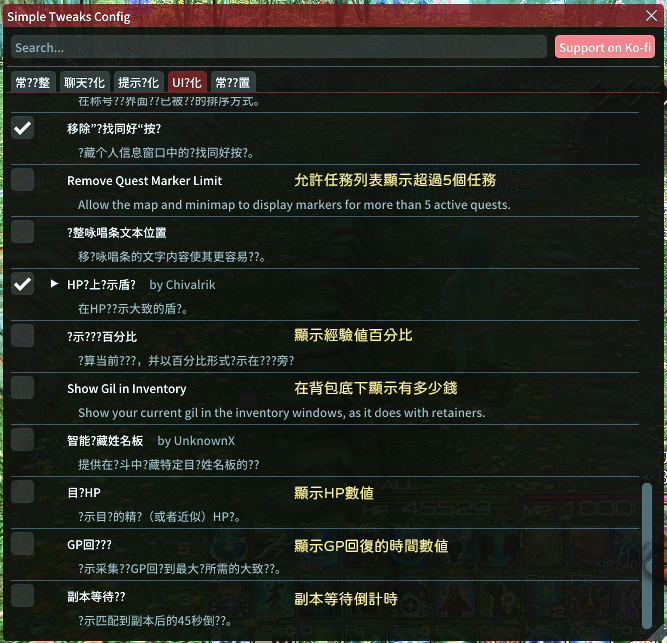 Simple Tweaks Config
Search...
Support on Ko-fi
常??整 聊天?化 提示?化 UI?化 常??置
在称号??界面??已被??的排序方式。
移除”?找同好“按?
?藏个人信息窗口中的?找同好按?。
Remove Quest Marker Limit 允許任務列表顯示超過5個任務
Allow the map and minimap to display markers for more than 5 active quests.
?整咏唱条文本位置
移?咏唱条的文字内容使其更容易??。
HP?上?示盾? by Chivalrik
在HP??示大致的盾?。
?示???百分比 顯示經驗値百分比
?算当前???，并以百分比形式?示在???旁?
Show Gil in Inventory 在背包底下顯示有多少錢
Show your current gil in the inventory windows, as it does with retainers.
智能?藏姓名板 by UnknownX
提供在?斗中?藏特定目?姓名板的??
目?HP 顯示HP數値
?示目?的精?（或者近似）HP?。
GP回??? 顯示GP回復的時間數値
?示采集??GP回?到最大?所需的大致??。
副本等待?? 副本等待倒計時
?示匹配到副本后的45秒倒??。